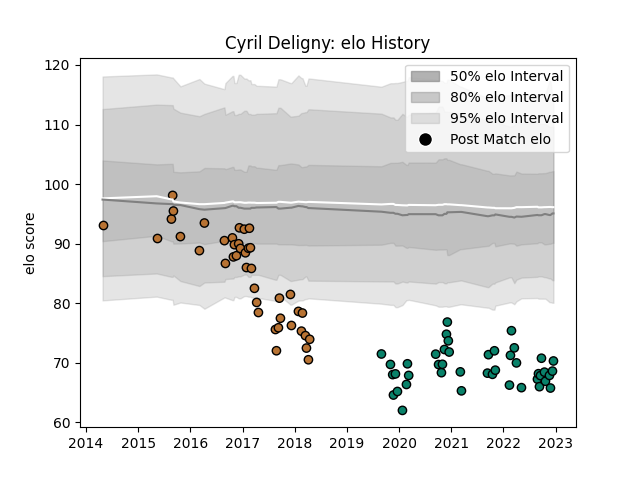 Cyril Deligny: elo History
120
110
100
90
80
70
60
elo score
50% elo Interval
80% elo Interval
95% elo Interval
Post Match elo
2014 2015 2016 2017 2018 2019 2020 2021 2022 2023